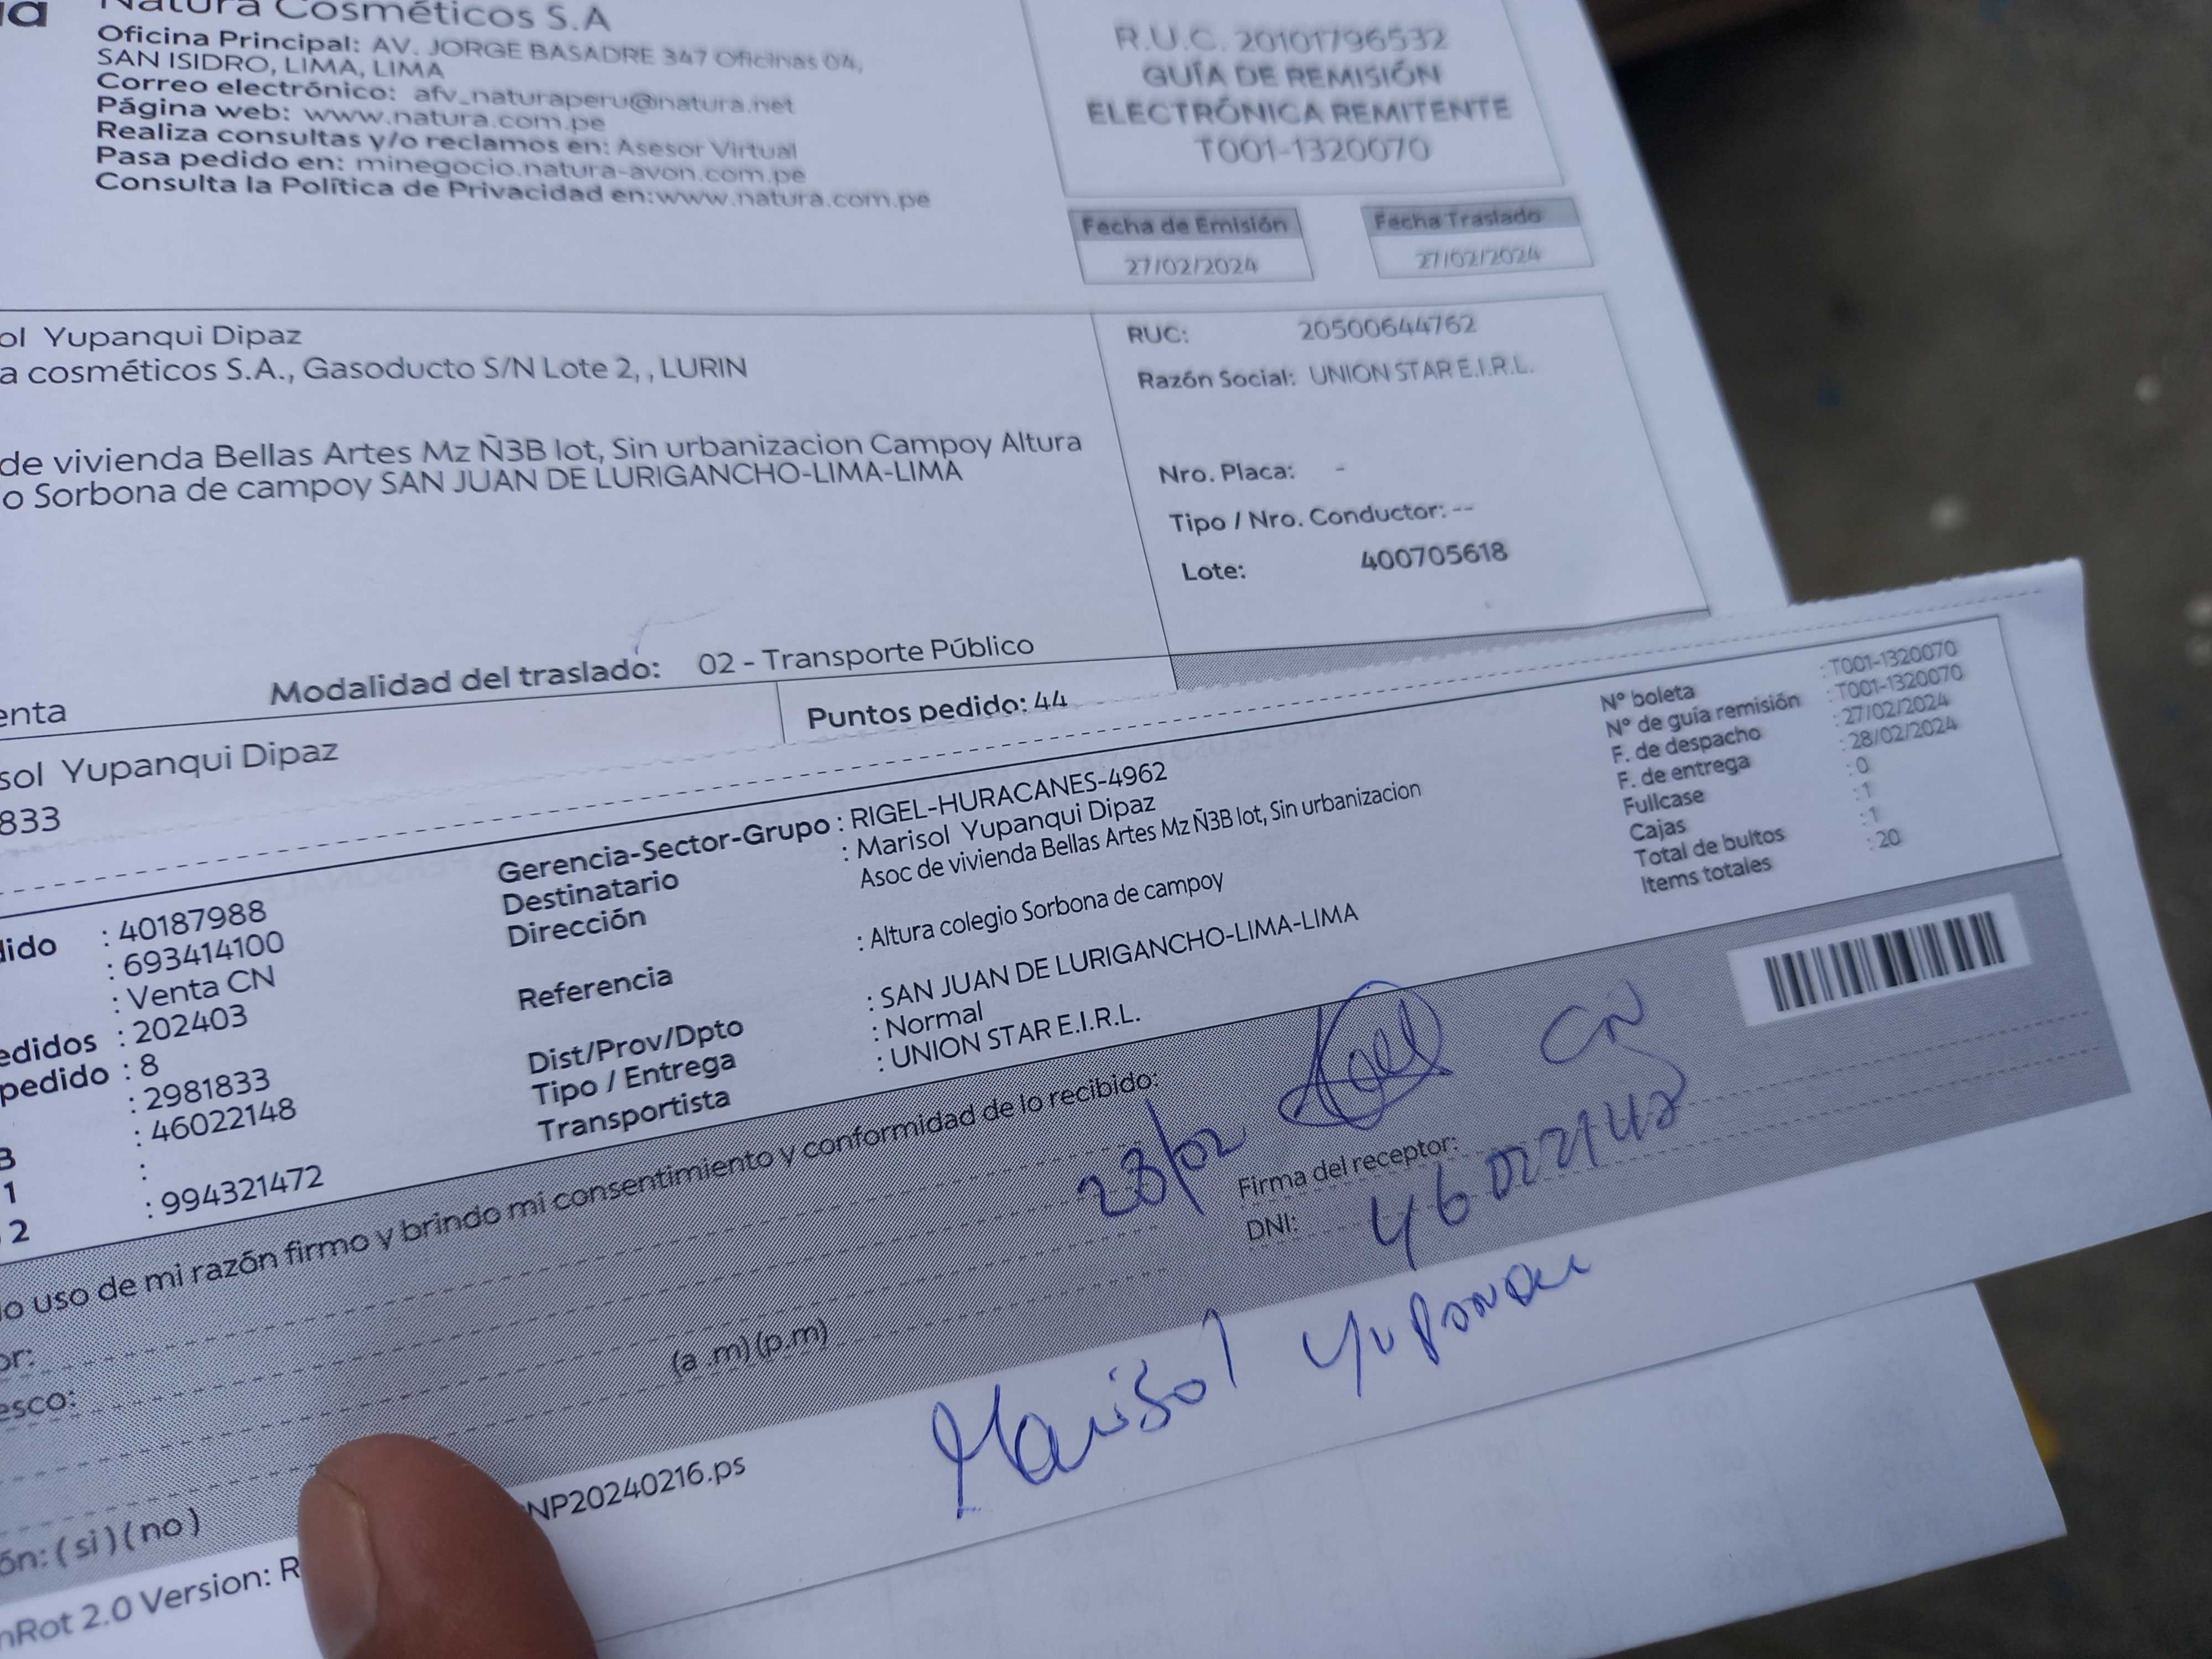 Natura Cosméticos S.A
Oficina Principal: AV. JORGE BASADRE 347 Oficinas 04,
SAN ISIDRO, LIMA, LIMA
Correo electrónico: afv_naturaperu@natura.net
Página web: www.natura.com.pe
Realiza consultas y/o reclamos en: Asesor Virtual
Pasa pedido en: minegocio.natura-avon.com.pe
Consulta la Política de Privacidad en:www.natura.com.pe
R.U.C. 20101796532
GUÍA DE REMISIÓN
ELECTRÓNICA REMITENTE
T001-1320070
Fecha de Emisión
27/02/2024
Fecha Traslado
27/02/2024
ol Yupanqui Dipaz
a cosméticos S.A., Gasoducto S/N Lote 2, , LURIN
de vivienda Bellas Artes Mz Ñ3B lot, Sin urbanizacion Campoy Altura
o Sorbona de campoy SAN JUAN DE LURIGANCHO-LIMA-LIMA
RUC: 20500644762
Razón Social: UNION STAR E.I.R.L.
Nro. Placa: -
Tipo / Nro. Conductor: --
Lote: 400705618
enta
Modalidad del traslado: 02 - Transporte Público
sol Yupanqui Dipaz
833
Puntos pedido: 44
dido : 40187988
: 693414100
: Venta CN
edidos : 202403
pedido : 8
: 2981833
3 : 46022148
1 :
2 : 994321472
Gerencia-Sector-Grupo : RIGEL-HURACANES-4962
Destinatario : Marisol Yupanqui Dipaz
Dirección Asoc de vivienda Bellas Artes Mz Ñ3B lot, Sin urbanizacion
Referencia : Altura colegio Sorbona de campoy
Dist/Prov/Dpto : SAN JUAN DE LURIGANCHO-LIMA-LIMA
Tipo / Entrega : Normal
Transportista : UNION STAR E.I.R.L.
N° boleta : T001-1320070
N° de guía remisión : T001-1320070
F. de despacho : 27/02/2024
F. de entrega : 28/02/2024
Fullcase : 0
Cajas : 1
Total de bultos : 1
Items totales : 20
o uso de mi razón firmo y brindo mi consentimiento y conformidad de lo recibido:
28/02
CN
Firma del receptor:
DNI: 46022148
or:
esco:
(a .m) (p.m)
Marisol Yupanqui
ón: ( si ) ( no )
NP20240216.ps
nRot 2.0 Version: R